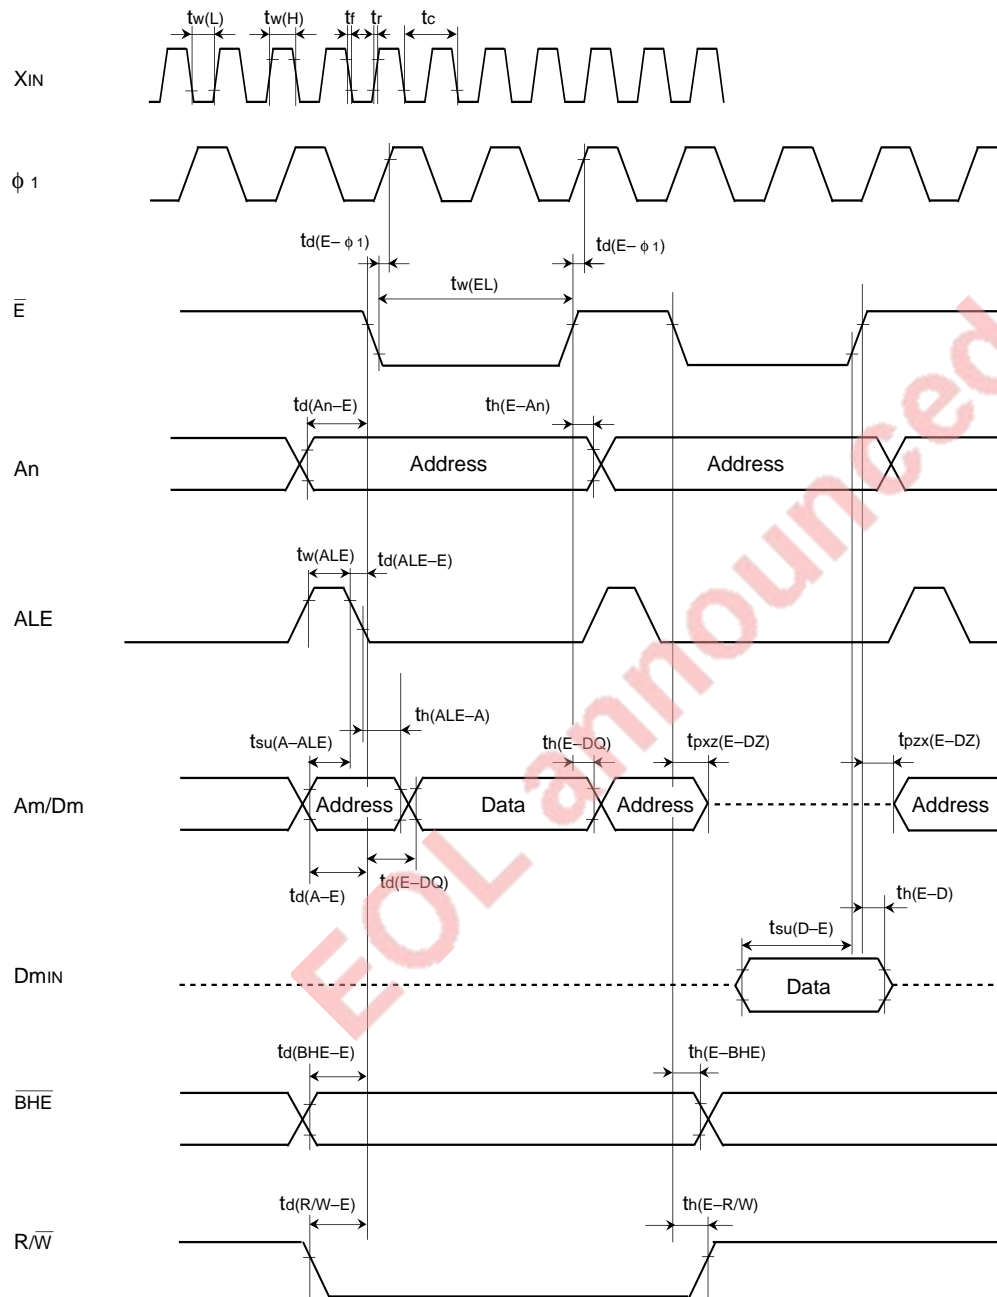 tw(L) tw(H) tf tr tc
XIN
ϕ 1
td(E– ϕ 1) td(E– ϕ 1)
tw(EL)
E̅
td(An–E) th(E–An)
An Address Address
tw(ALE) td(ALE–E)
ALE
th(ALE–A)
tsu(A–ALE) th(E–DQ) tpxz(E–DZ) tpzx(E–DZ)
Am/Dm Address Data Address Address
td(A–E) td(E–DQ)
th(E–D)
tsu(D–E)
DmIN Data
td(BHE–E) th(E–BHE)
B̅H̅E̅
td(R/W–E) th(E–R/W)
R/W̅
EOL announced